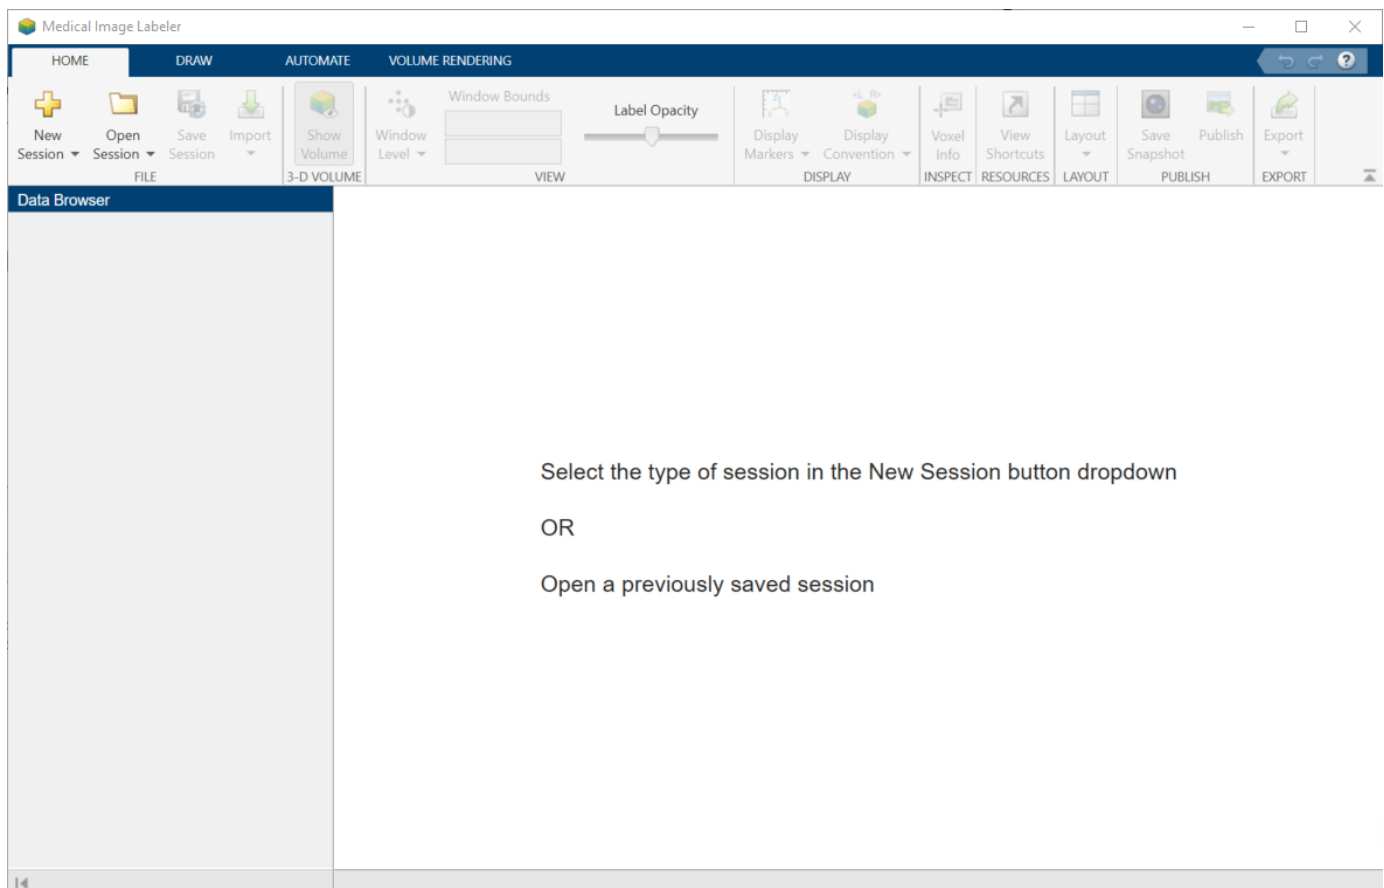 Medical Image Labeler
HOME DRAW AUTOMATE VOLUME RENDERING
New Session
Open Session
Save Session
Import
FILE
Show Volume
3-D VOLUME
Window Level
Window Bounds
Label Opacity
VIEW
Display Markers
Display Convention
DISPLAY
Voxel Info
INSPECT
View Shortcuts
RESOURCES
Layout
LAYOUT
Save Snapshot
Publish
PUBLISH
Export
EXPORT
Data Browser
Select the type of session in the New Session button dropdown
OR
Open a previously saved session